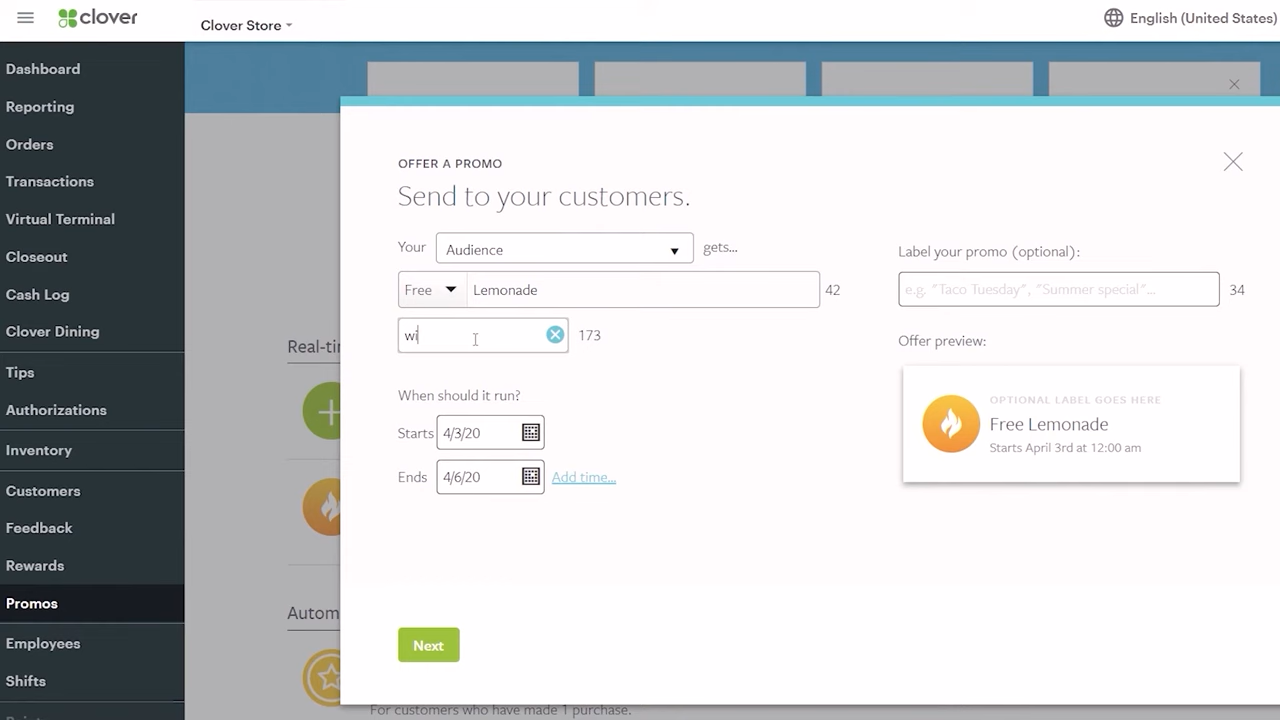 clover
Clover Store
English (United States)
Dashboard
Reporting
Orders
Transactions
Virtual Terminal
Closeout
Cash Log
Clover Dining
Tips
Authorizations
Inventory
Customers
Feedback
Rewards
Promos
Employees
Shifts
Real-ti
Autom
OFFER A PROMO
Send to your customers.
Your Audience gets...
Free Lemonade 42
wi 173
When should it run?
Starts 4/3/20
Ends 4/6/20 Add time...
Next
Label your promo (optional):
e.g. "Taco Tuesday", "Summer special"... 34
Offer preview:
OPTIONAL LABEL GOES HERE
Free Lemonade
Starts April 3rd at 12:00 am
For customers who have made 1 purchase.